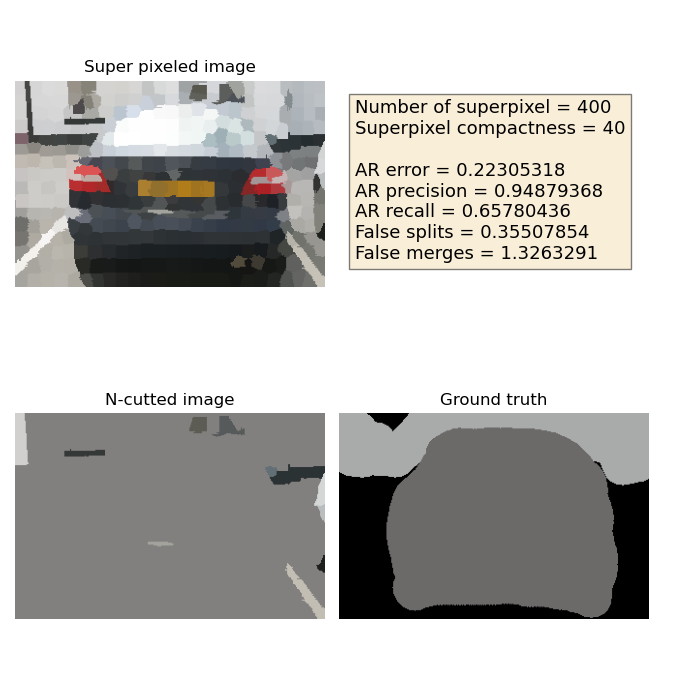 Super pixeled image
Number of superpixel = 400
Superpixel compactness = 40
AR error = 0.22305318
AR precision = 0.94879368
AR recall = 0.65780436
False splits = 0.35507854
False merges = 1.3263291
N-cutted image
Ground truth